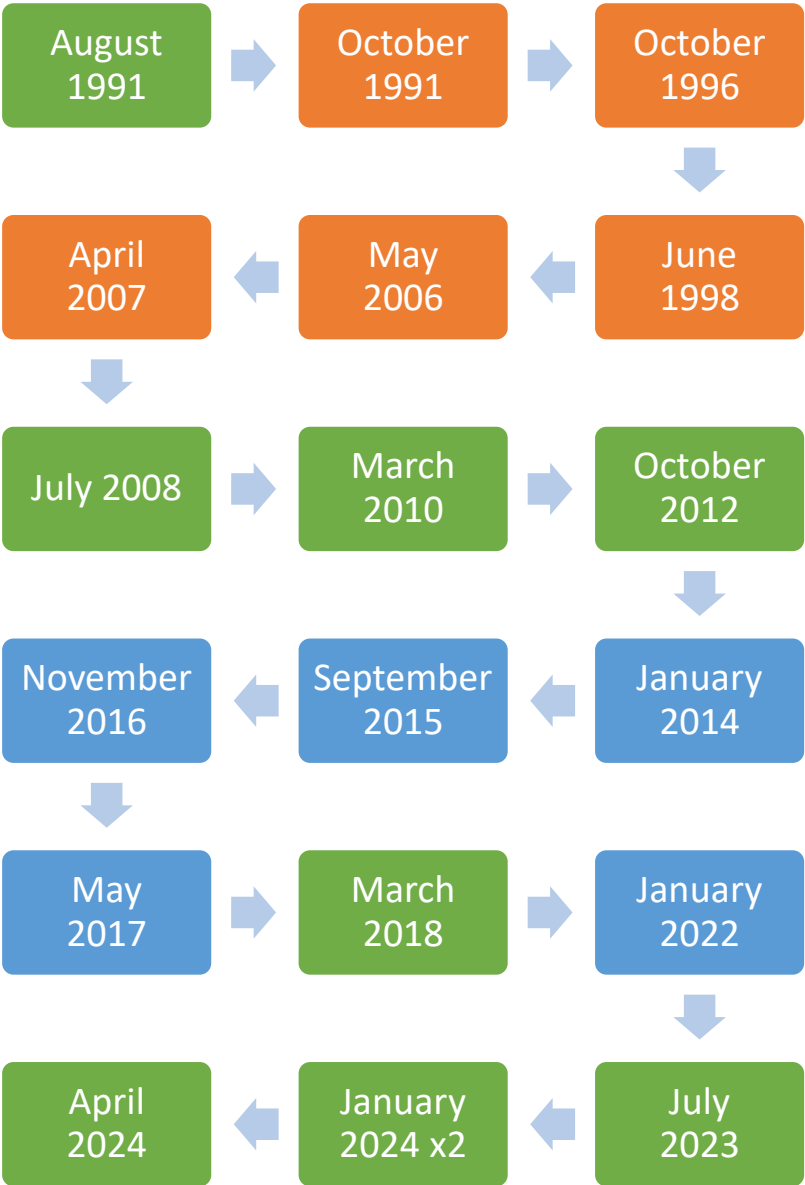 August
1991
October
1991
October
1996
June
1998
May
2006
April
2007
July 2008
March
2010
October
2012
January
2014
September
2015
November
2016
May
2017
March
2018
January
2022
July
2023
January
2024 x2
April
2024